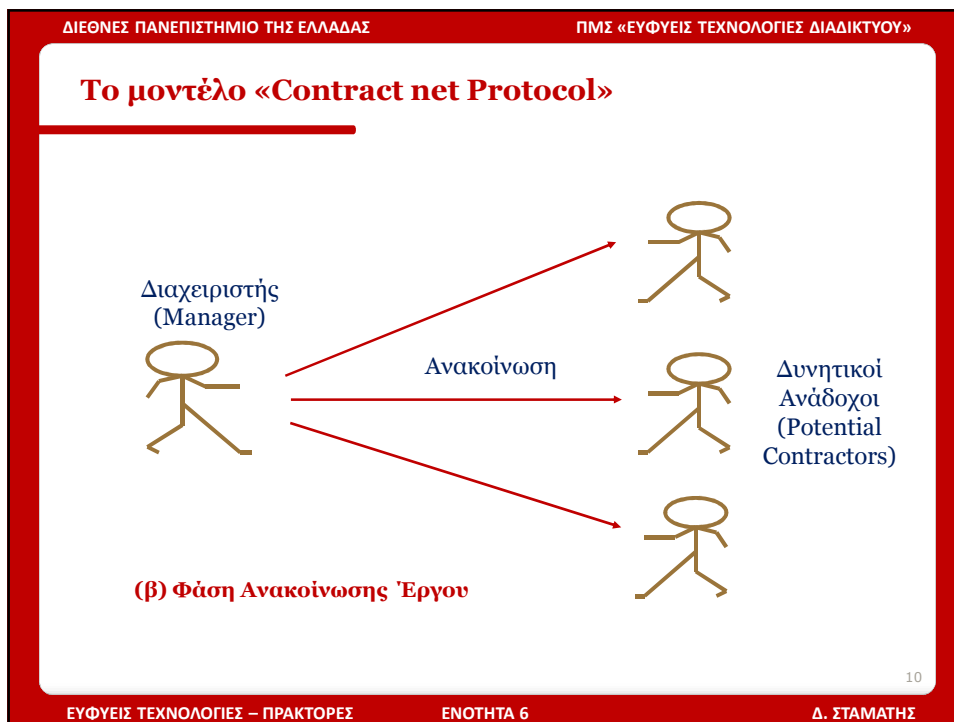 ΔΙΕΘΝΕΣ ΠΑΝΕΠΙΣΤΗΜΙΟ ΤΗΣ ΕΛΛΑΔΑΣ ΠΜΣ «ΕΥΦΥΕΙΣ ΤΕΧΝΟΛΟΓΙΕΣ ΔΙΑΔΙΚΤΥΟΥ»
Το μοντέλο «Contract net Protocol»
Διαχειριστής
(Manager)
Ανακοίνωση
Δυνητικοί
Ανάδοχοι
(Potential
Contractors)
(β) Φάση Ανακοίνωσης Έργου
10
ΕΥΦΥΕΙΣ ΤΕΧΝΟΛΟΓΙΕΣ – ΠΡΑΚΤΟΡΕΣ ΕΝΟΤΗΤΑ 6 Δ. ΣΤΑΜΑΤΗΣ